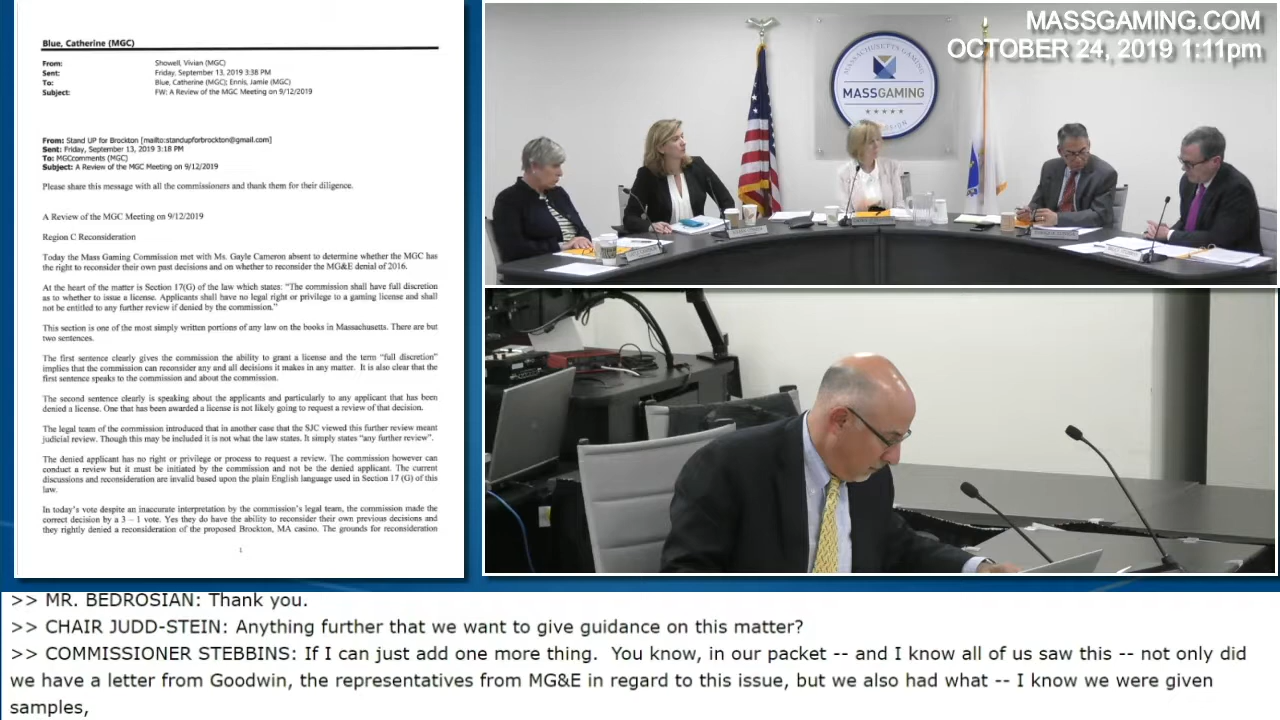 Blue, Catherine (MGC)
From: Showell, Vivian (MGC)
Sent: Friday, September 13, 2019 3:38 PM
To: Blue, Catherine (MGC); Ennis, Jamie (MGC)
Subject: FW: A Review of the MGC Meeting on 9/12/2019
From: Stand UP for Brockton [mailto:standupforbrockton@gmail.com]
Sent: Friday, September 13, 2019 3:18 PM
To: MGCcomments (MGC)
Subject: A Review of the MGC Meeting on 9/12/2019
Please share this message with all the commissioners and thank them for their diligence.
A Review of the MGC Meeting on 9/12/2019
Region C Reconsideration
Today the Mass Gaming Commission met with Ms. Gayle Cameron absent to determine whether the MGC has
the right to reconsider their own past decisions and on whether to reconsider the MG&E denial of 2016.
At the heart of the matter is Section 17(G) of the law which states: "The commission shall have full discretion
as to whether to issue a license. Applicants shall have no legal right or privilege to a gaming license and shall
not be entitled to any further review if denied by the commission."
This section is one of the most simply written portions of any law on the books in Massachusetts. There are but
two sentences.
The first sentence clearly gives the commission the ability to grant a license and the term "full discretion"
implies that the commission can reconsider any and all decisions it makes in any matter. It is also clear that the
first sentence speaks to the commission and about the commission.
The second sentence clearly is speaking about the applicants and particularly to any applicant that has been
denied a license. One that has been awarded a license is not likely going to request a review of that decision.
The legal team of the commission introduced that in another case that the SJC viewed this further review meant
judicial review. Though this may be included it is not what the law states. It simply states "any further review".
The denied applicant has no right or privilege or process to request a review. The commission however can
conduct a review but it must be initiated by the commission and not be the denied applicant. The current
discussions and reconsideration are invalid based upon the plain English language used in Section 17 (G) of this
law.
In today's vote despite an inaccurate interpretation by the commission's legal team, the commission made the
correct decision by a 3 – 1 vote. Yes they do have the ability to reconsider their own previous decisions and
they rightly denied a reconsideration of the proposed Brockton, MA casino. The grounds for reconsideration
1
MASSGAMING.COM
OCTOBER 24, 2019 1:11pm
MASSACHUSETTS GAMING
MASSGAMING
>> MR. BEDROSIAN: Thank you.
>> CHAIR JUDD-STEIN: Anything further that we want to give guidance on this matter?
>> COMMISSIONER STEBBINS: If I can just add one more thing. You know, in our packet -- and I know all of us saw this -- not only did
we have a letter from Goodwin, the representatives from MG&E in regard to this issue, but we also had what -- I know we were given
samples,